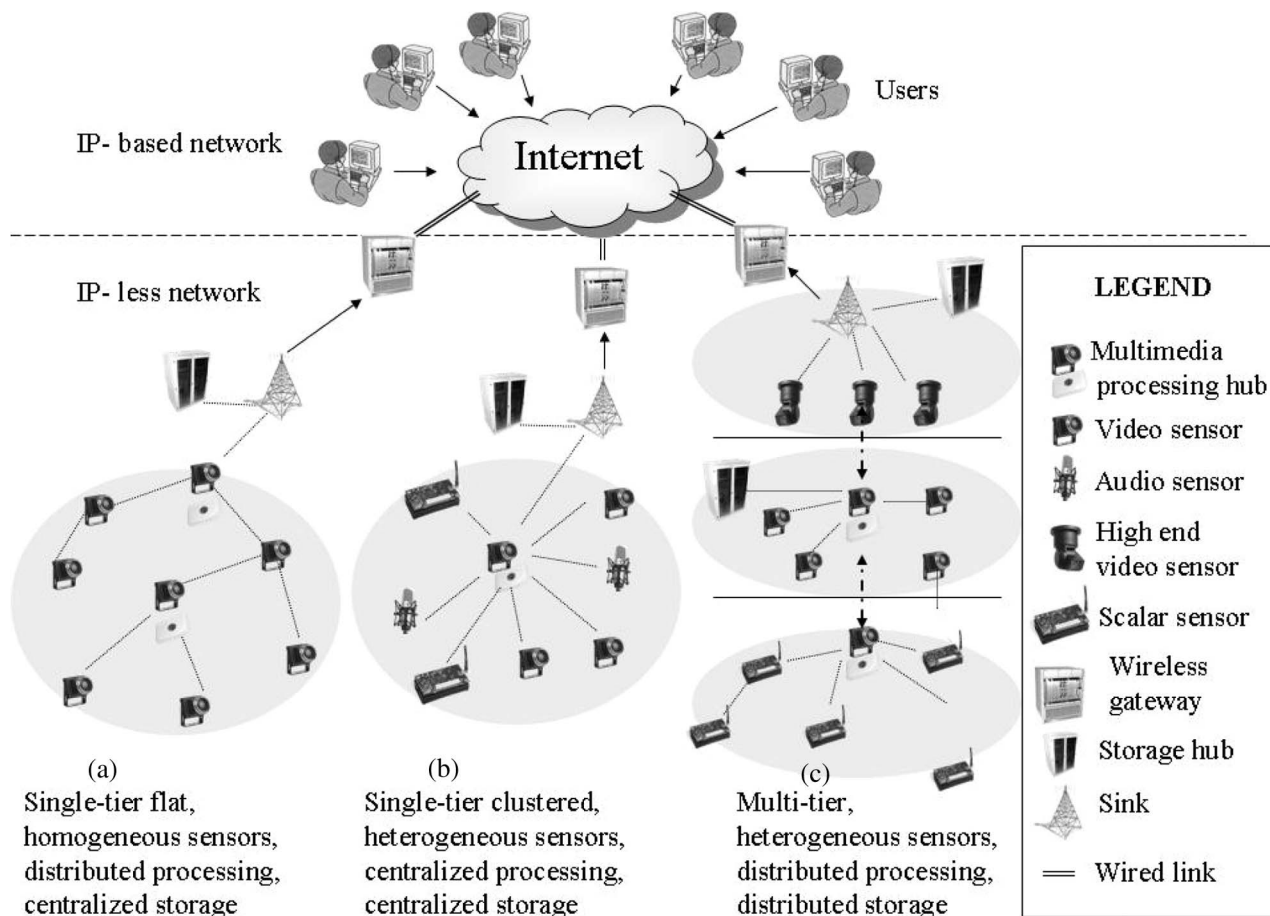 Users
IP- based network
Internet
IP- less network
(a)
Single-tier flat,
homogeneous sensors,
distributed processing,
centralized storage
(b)
Single-tier clustered,
heterogeneous sensors,
centralized processing,
centralized storage
(c)
Multi-tier,
heterogeneous sensors,
distributed processing,
distributed storage
LEGEND
Multimedia
processing hub
Video sensor
Audio sensor
High end
video sensor
Scalar sensor
Wireless
gateway
Storage hub
Sink
Wired link